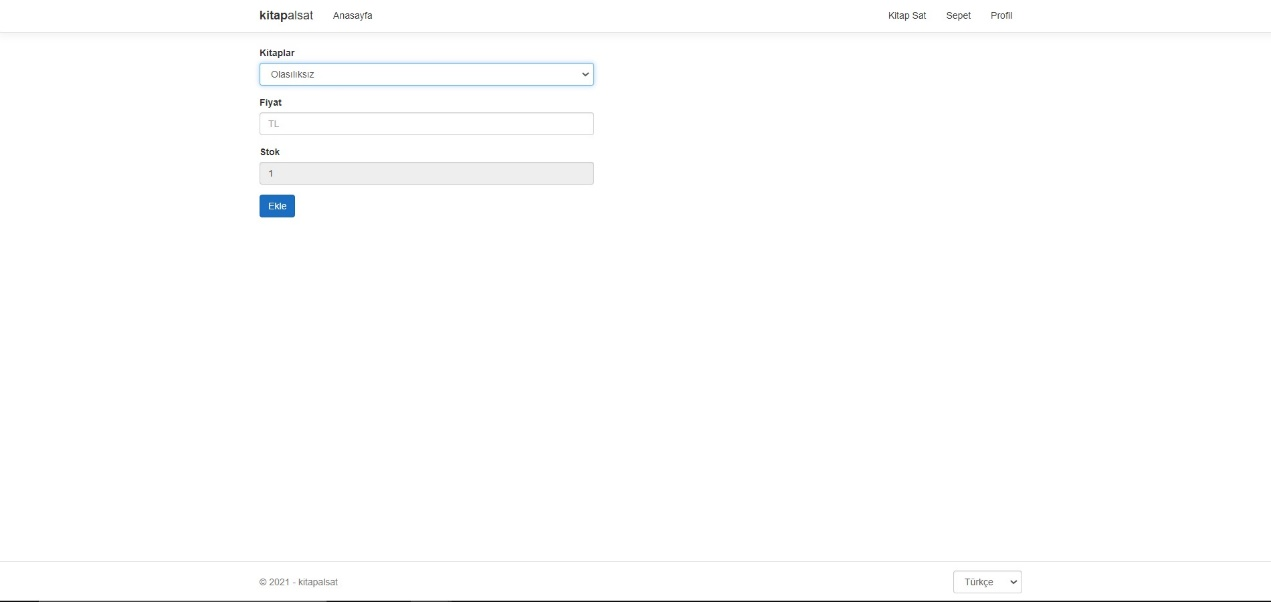 kitapalsat Anasayfa Kitap Sat Sepet Profil
Kitaplar
Olasılıksız
Fiyat
TL
Stok
1
Ekle
© 2021 - kitapalsat Türkçe